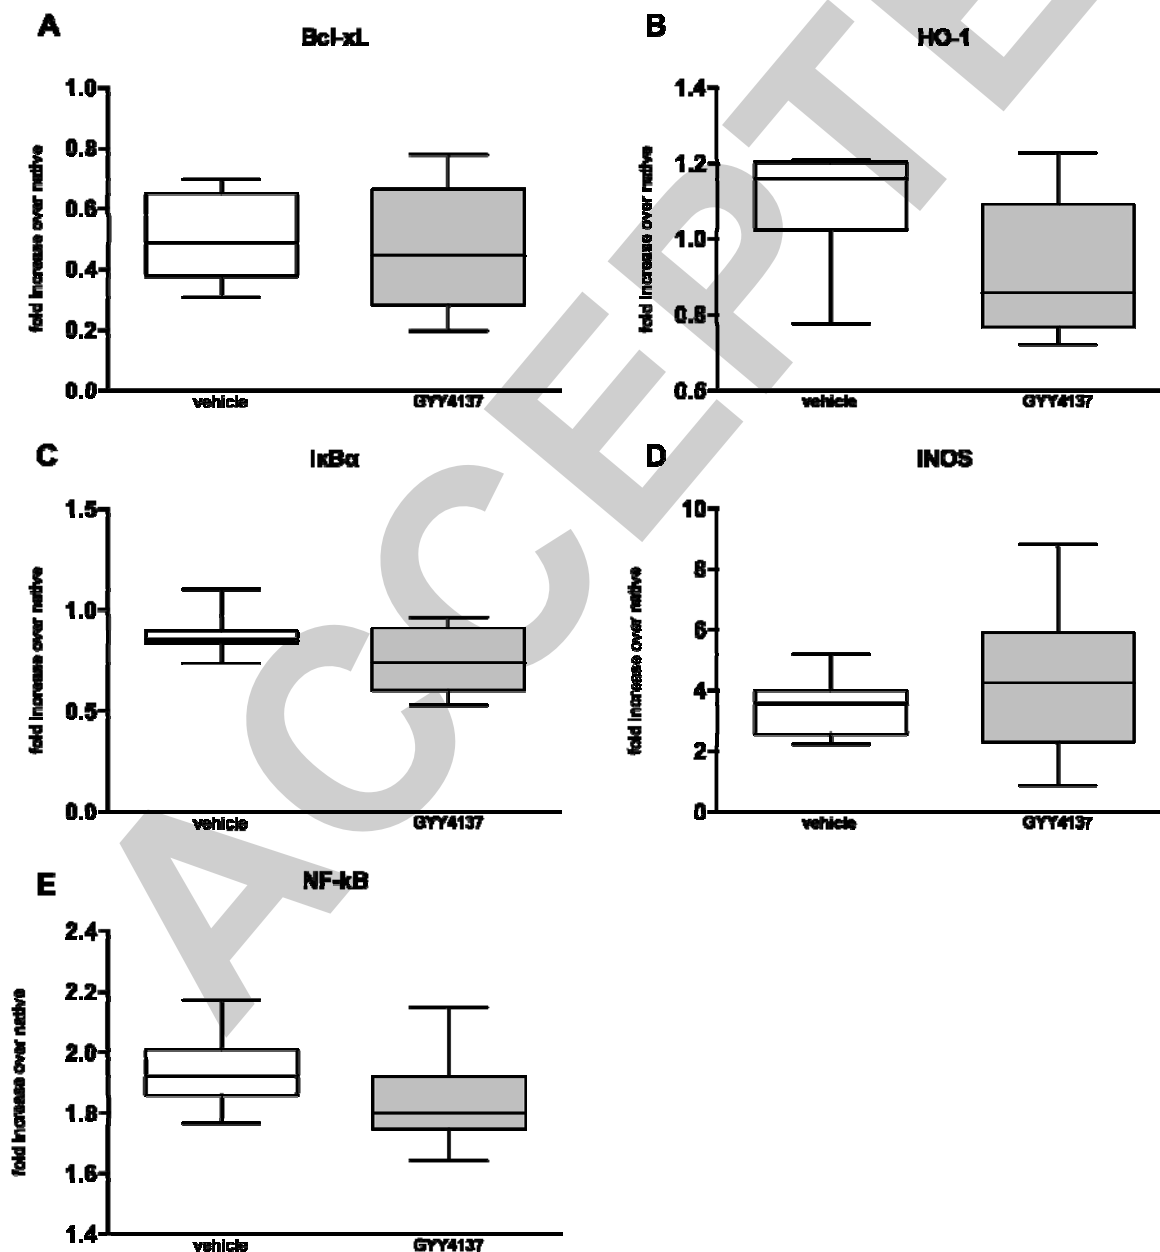 A
Bcl-xL
fold increase over native
1.0
0.8
0.6
0.4
0.2
0.0
vehicle
GYY4137
B
HO-1
fold increase over native
1.4
1.2
1.0
0.8
0.6
vehicle
GYY4137
C
IκBα
fold increase over native
1.5
1.0
0.5
0.0
vehicle
GYY4137
D
iNOS
fold increase over native
10
8
6
4
2
0
vehicle
GYY4137
E
NF-kB
fold increase over native
2.4
2.2
2.0
1.8
1.6
1.4
vehicle
GYY4137
ACCEPTE